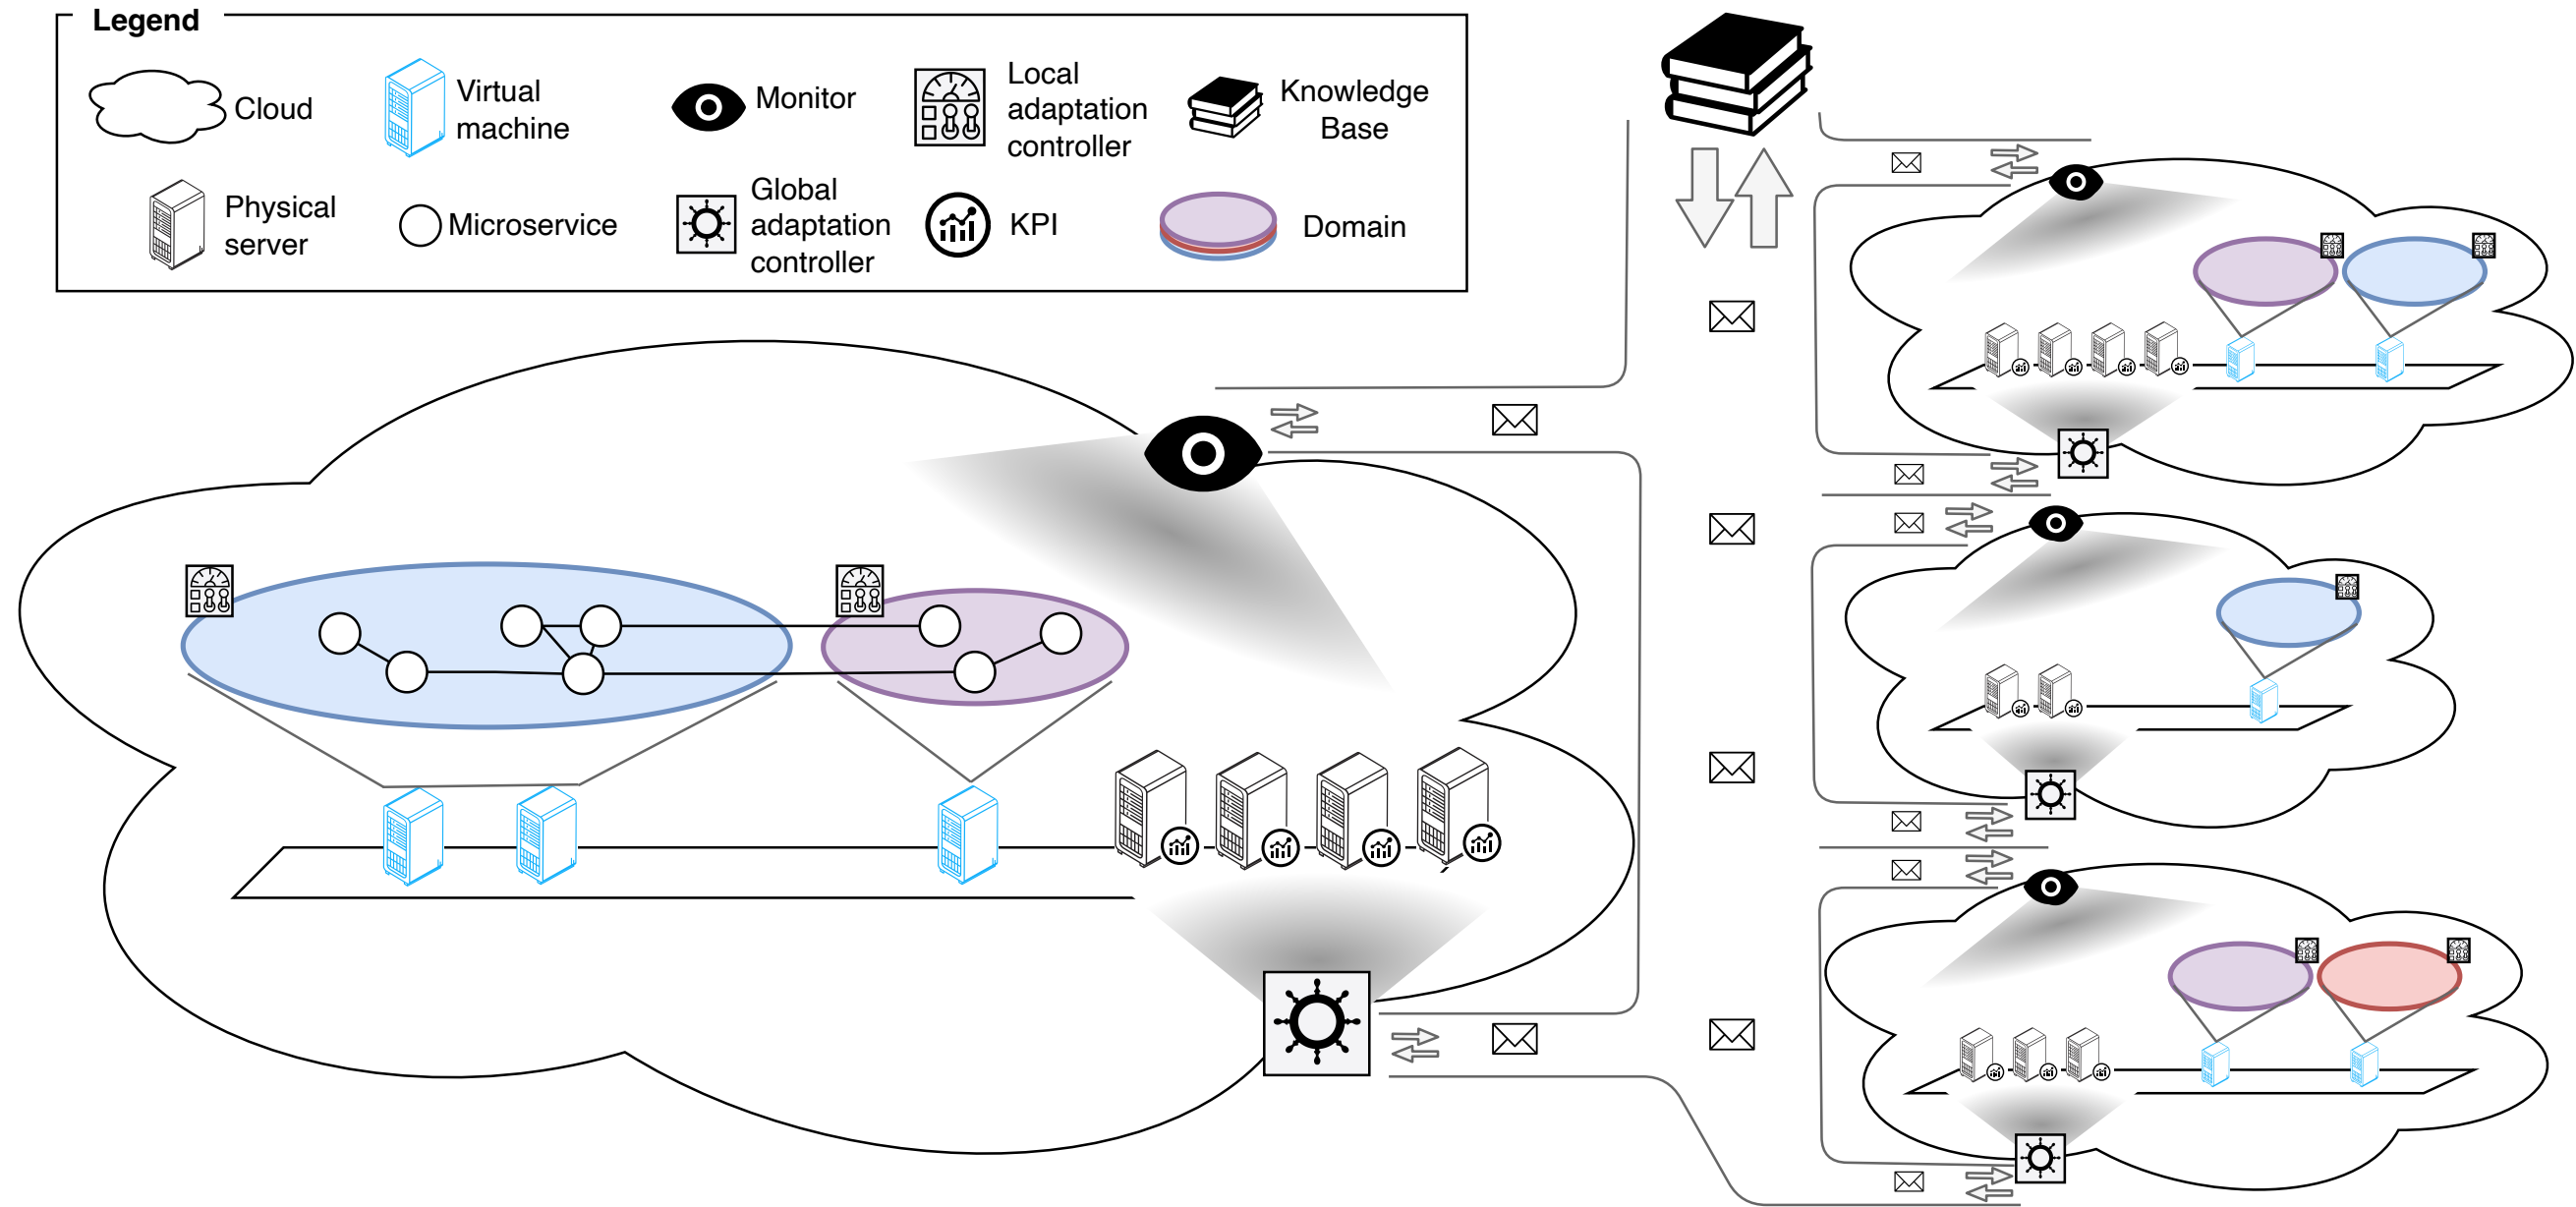 Legend
Cloud
Virtual
machine
Monitor
Local
adaptation
controller
Knowledge
Base
Physical
server
Microservice
Global
adaptation
controller
KPI
Domain